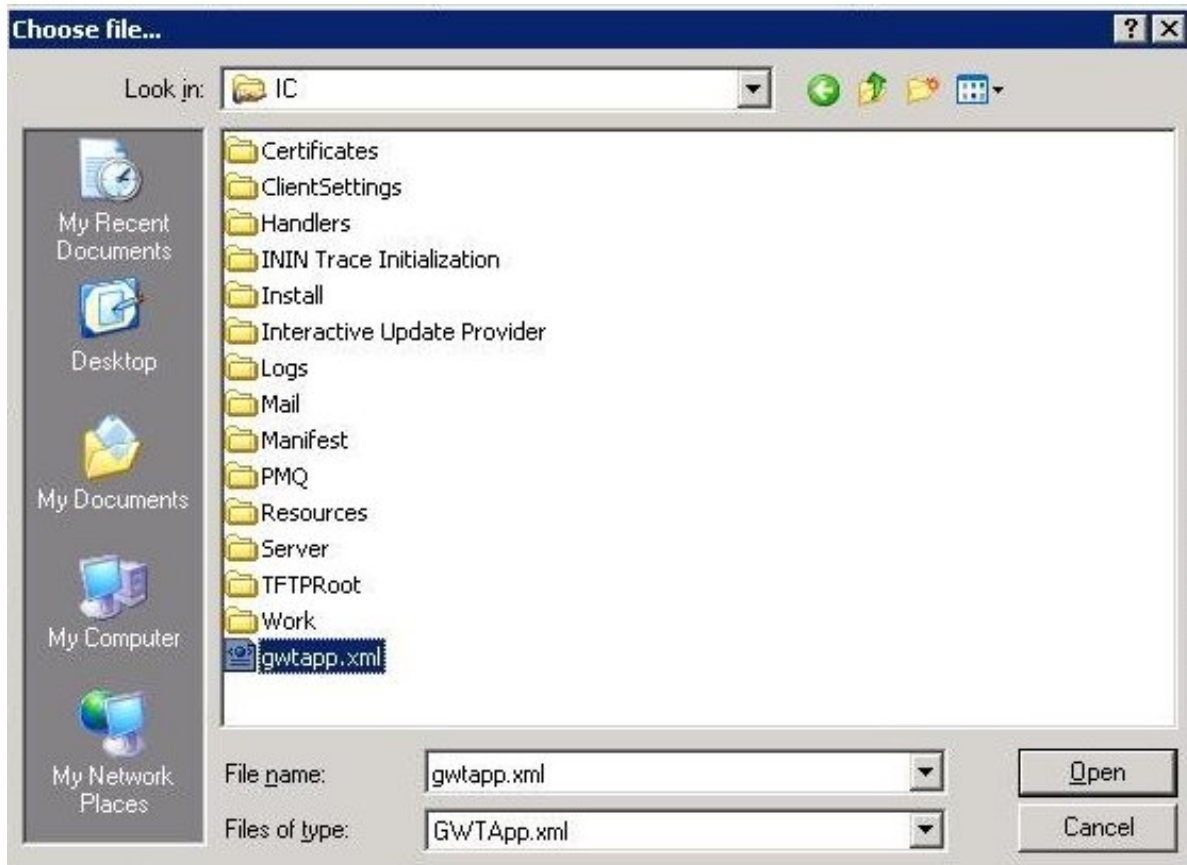 Choose file...
Look in:
IC
My Recent
Documents
Desktop
My Documents
My Computer
My Network
Places
Certificates
ClientSettings
Handlers
ININ Trace Initialization
Install
Interactive Update Provider
Logs
Mail
Manifest
PMQ
Resources
Server
TFTPRoot
Work
gwtapp.xml
File name:
gwtapp.xml
Open
Files of type:
GWTApp.xml
Cancel